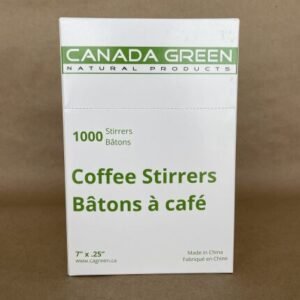 CANADA GREEN
NATURAL PRODUCTS
1000 Stirrers
Bâtons
Coffee Stirrers
Bâtons à café
7" x .25"
www.cagreen.ca
Made in China
Fabriqué en Chine